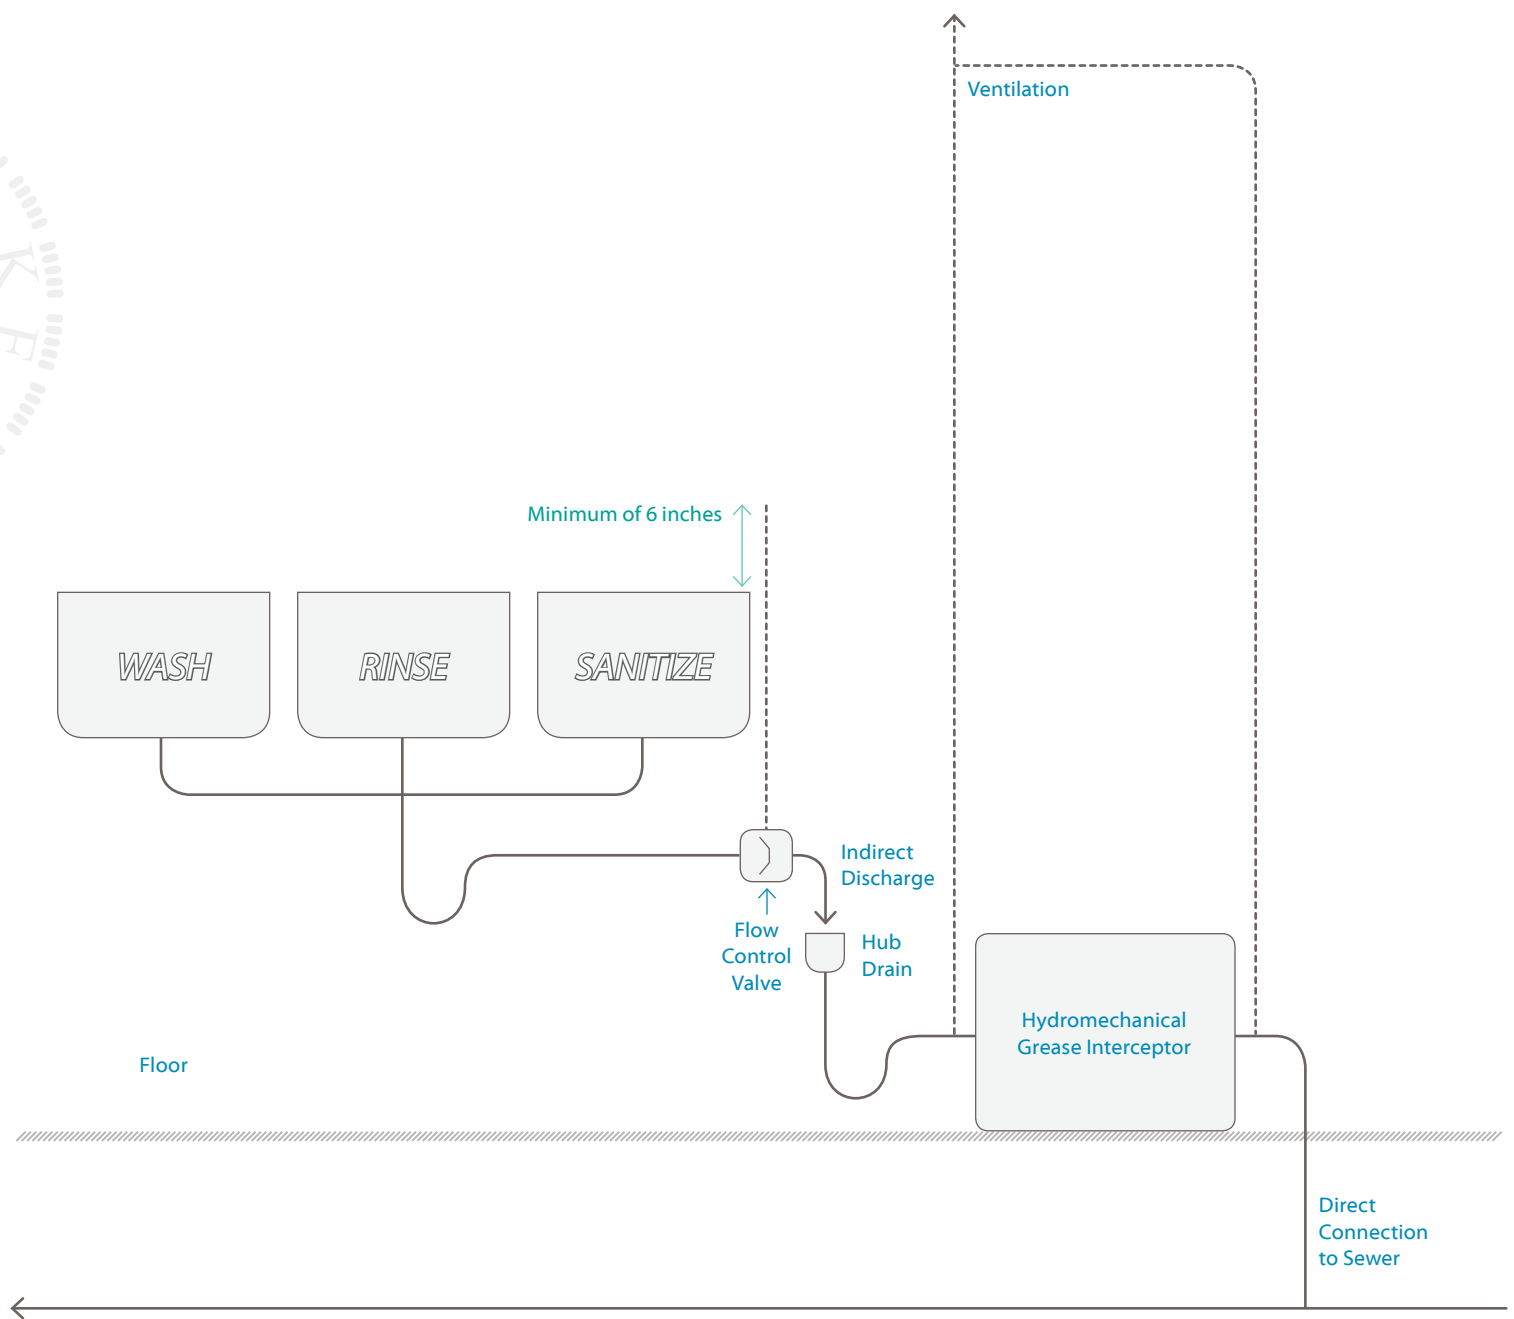 Ventilation
K F
Minimum of 6 inches
WASH
RINSE
SANITIZE
Indirect
Discharge
Flow
Control
Valve
Hub
Drain
Hydromechanical
Grease Interceptor
Floor
Direct
Connection
to Sewer